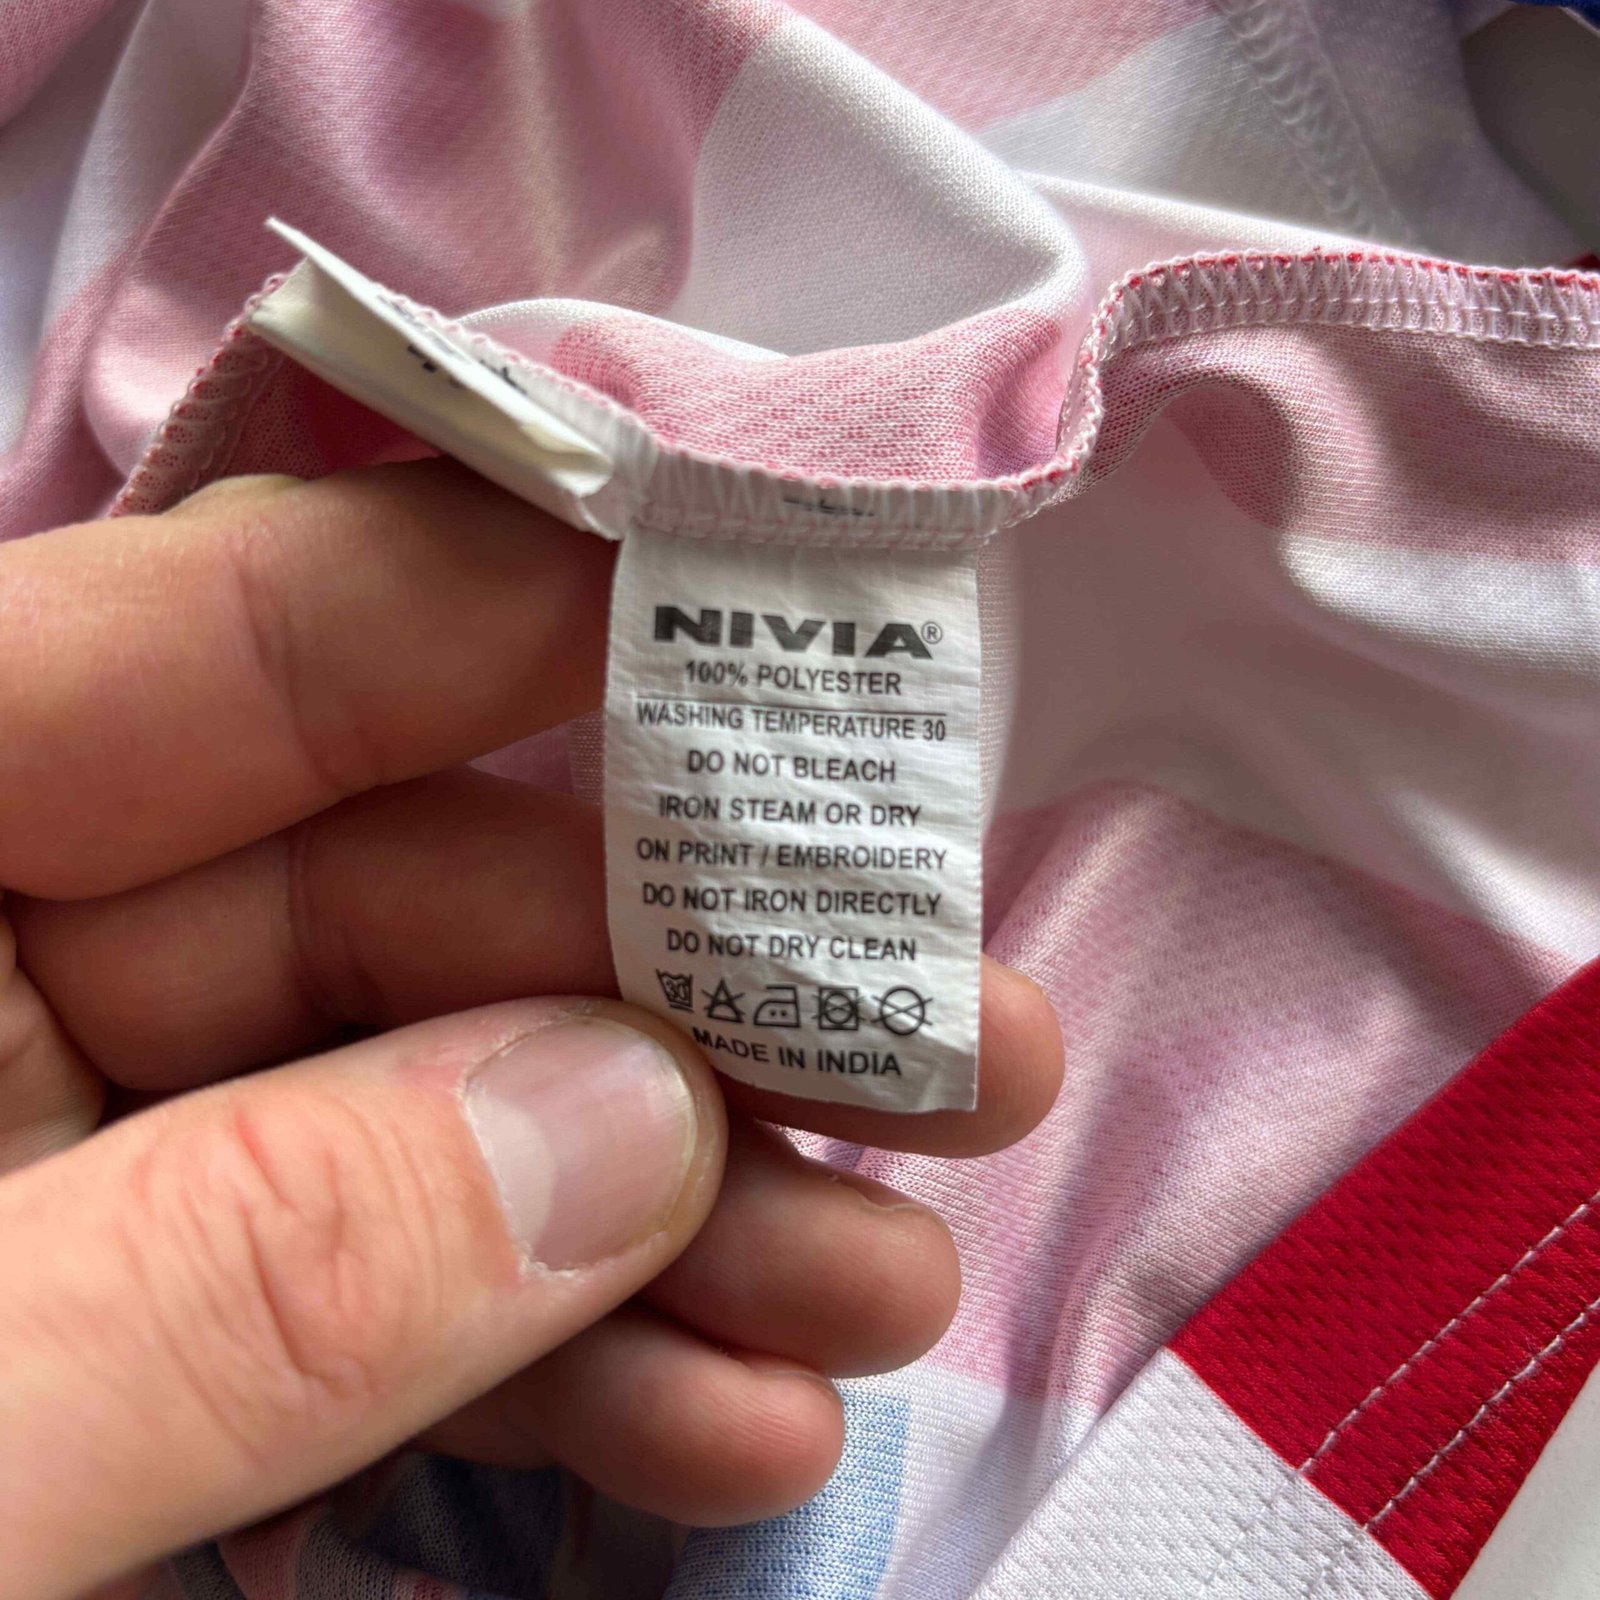 NIVIA®
100% POLYESTER
WASHING TEMPERATURE 30
DO NOT BLEACH
IRON STEAM OR DRY
ON PRINT / EMBROIDERY
DO NOT IRON DIRECTLY
DO NOT DRY CLEAN
30
MADE IN INDIA